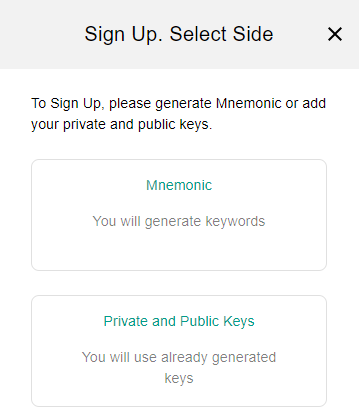 Sign Up. Select Side
To Sign Up, please generate Mnemonic or add
your private and public keys.
Mnemonic
You will generate keywords
Private and Public Keys
You will use already generated
keys